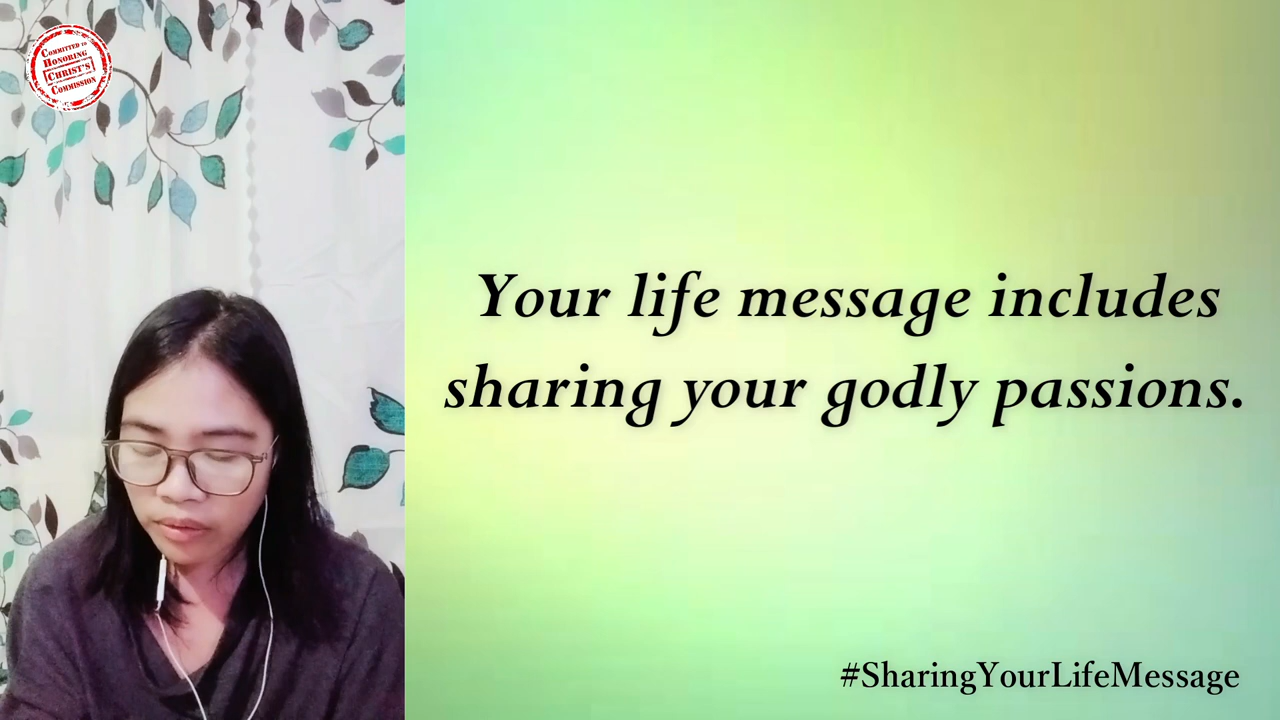 COMMITTED TO
HONORING
CHRIST'S
COMMISSION
Your life message includes
sharing your godly passions.
#SharingYourLifeMessage